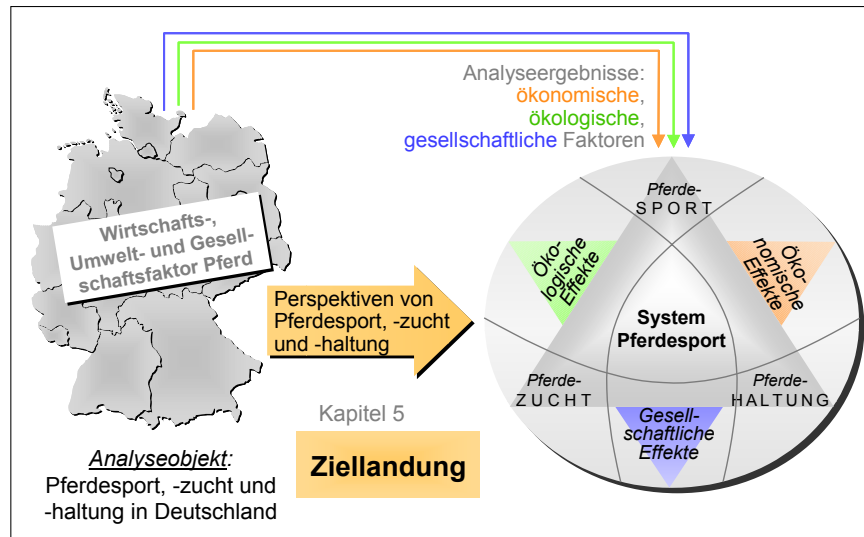 Analyseergebnisse:
ökonomische,
ökologische,
gesellschaftliche Faktoren
Wirtschafts-,
Umwelt- und Gesell-
schaftsfaktor Pferd
Perspektiven von
Pferdesport, -zucht
und -haltung
Kapitel 5
Ziellandung
Analyseobjekt:
Pferdesport, -zucht und
-haltung in Deutschland
Pferde-
SPORT
Öko-
logische
Effekte
Öko-
nomische
Effekte
System
Pferdesport
Pferde-
ZUCHT
Pferde-
HALTUNG
Gesell-
schaftliche
Effekte